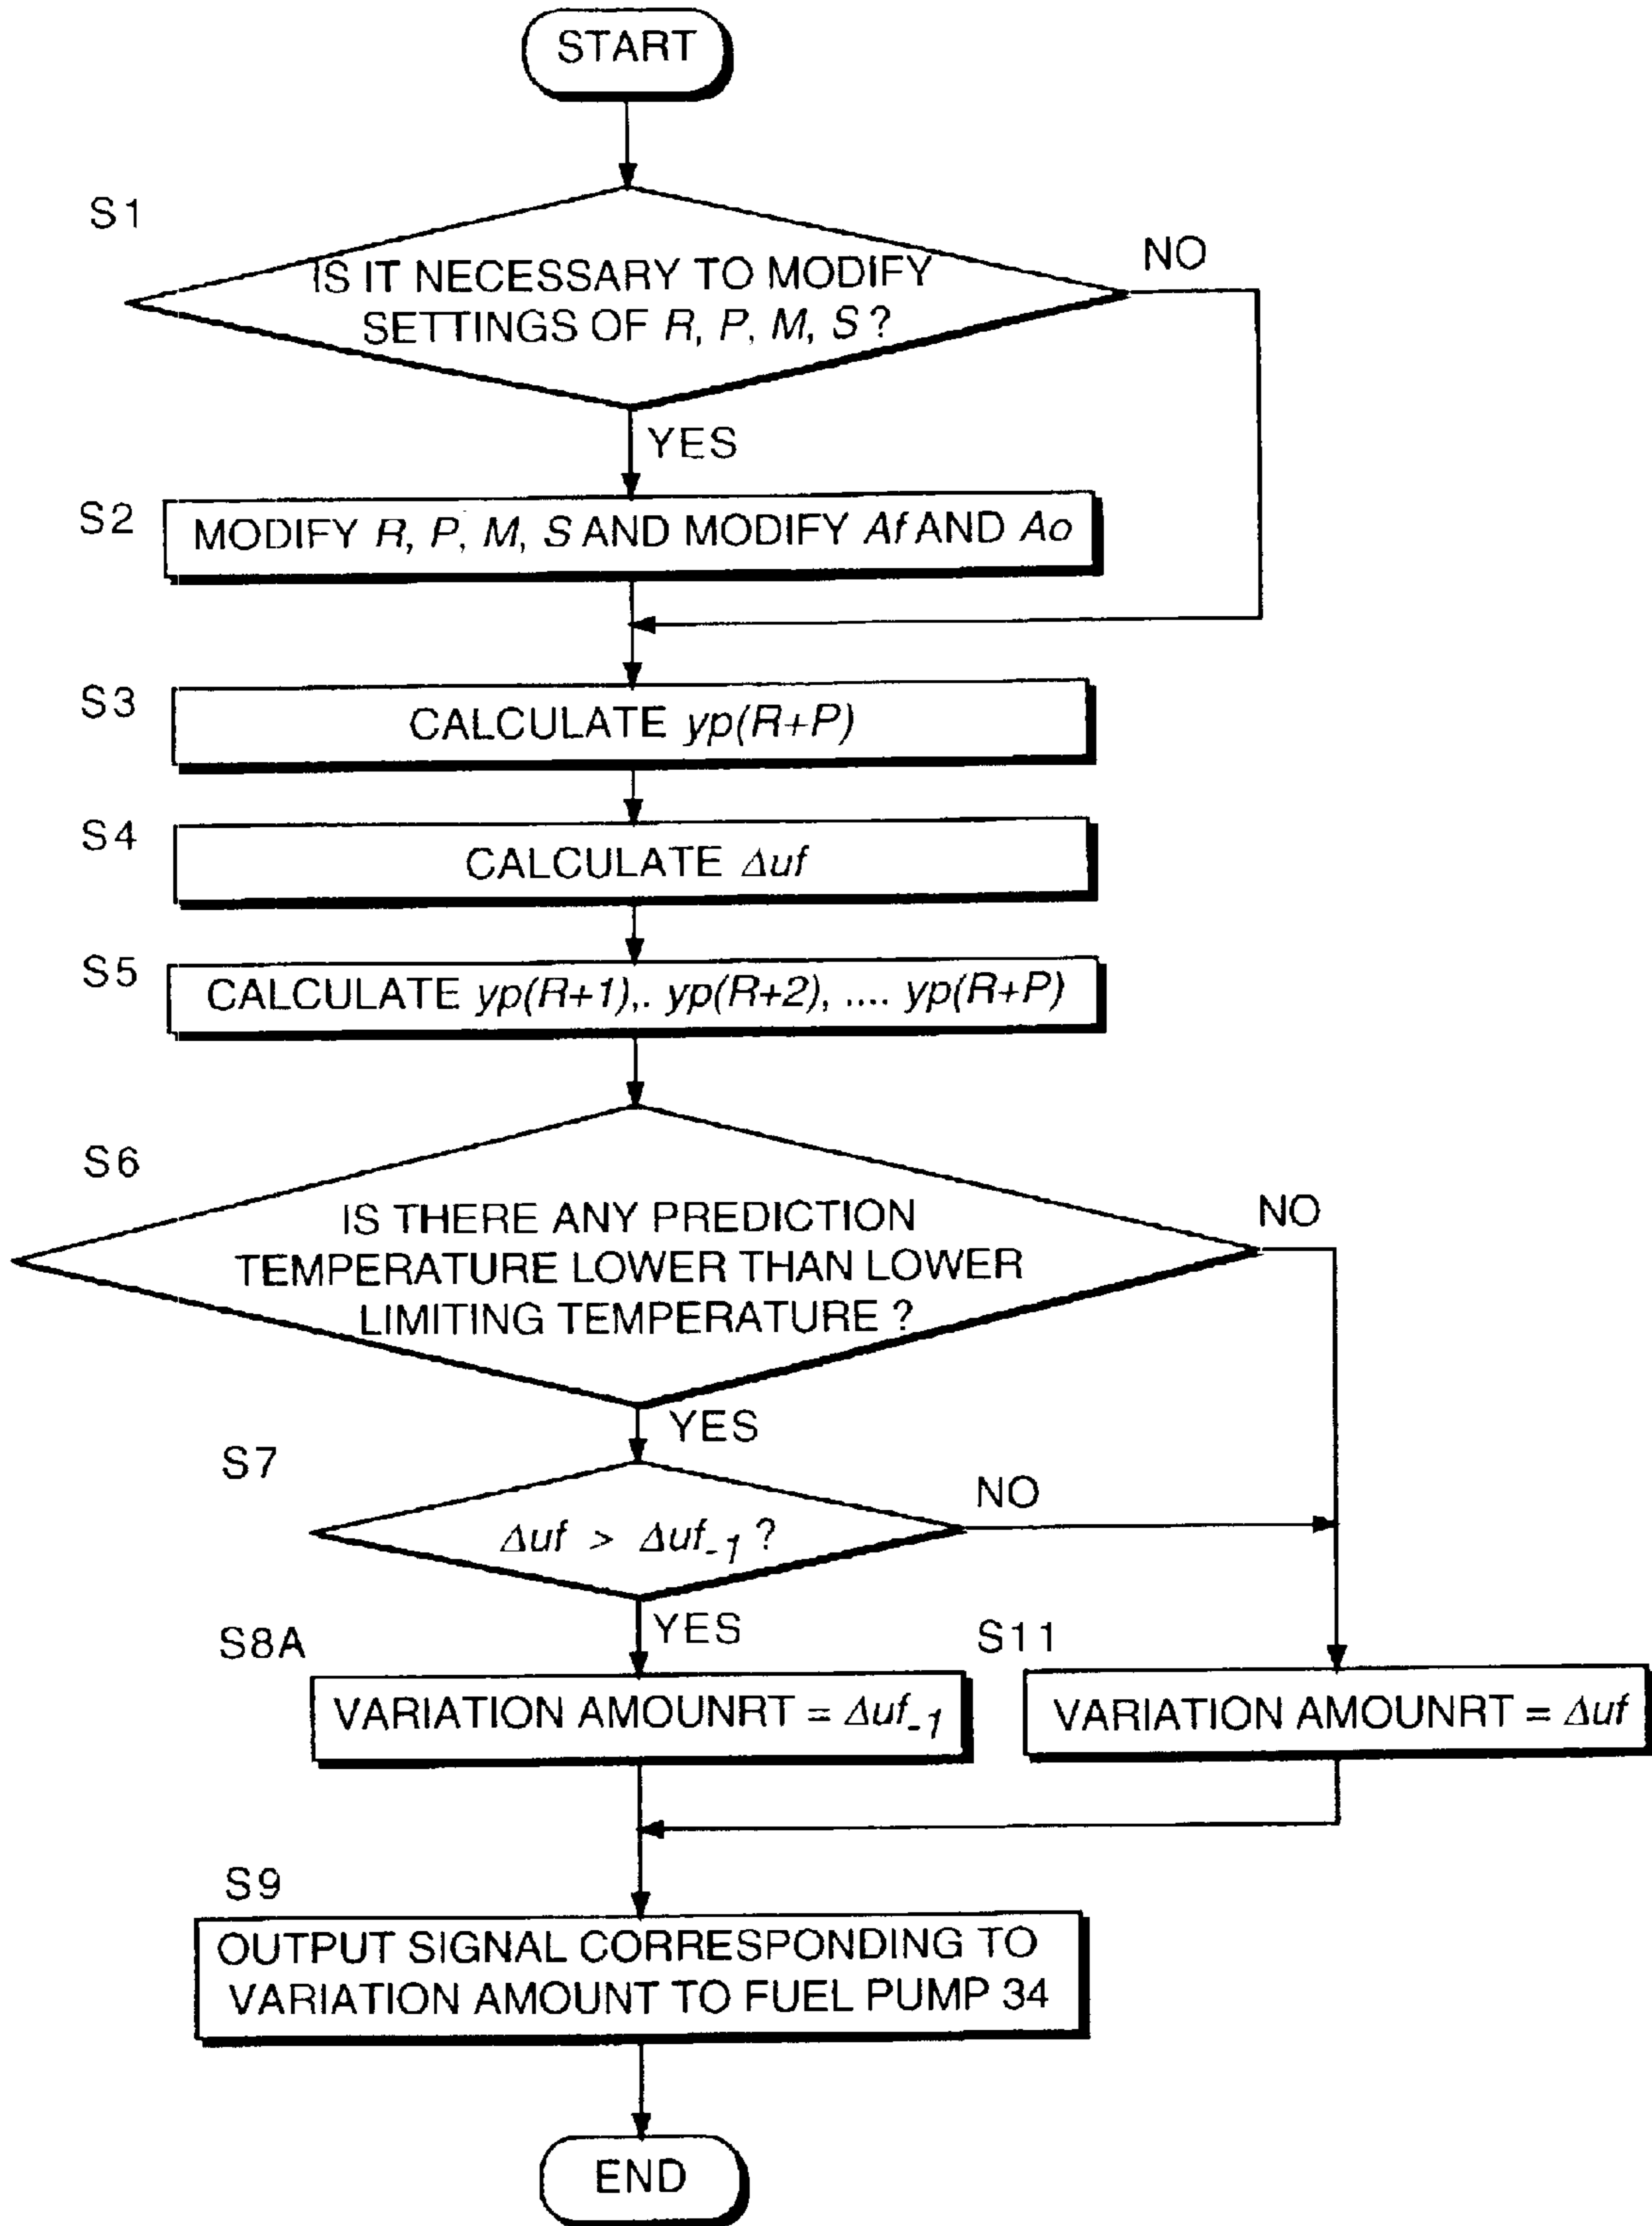 START
S1
IS IT NECESSARY TO MODIFY
SETTINGS OF R, P, M, S ?
NO
YES
S2
MODIFY R, P, M, S AND MODIFY Af AND Ao
S3
CALCULATE yp(R+P)
S4
CALCULATE Δuf
S5
CALCULATE yp(R+1),. yp(R+2), .... yp(R+P)
S6
IS THERE ANY PREDICTION
TEMPERATURE LOWER THAN LOWER
LIMITING TEMPERATURE ?
NO
YES
S7
Δuf > Δuf-1 ?
NO
YES
S8A
VARIATION AMOUNRT = Δuf-1
S11
VARIATION AMOUNRT = Δuf
S9
OUTPUT SIGNAL CORRESPONDING TO
VARIATION AMOUNT TO FUEL PUMP 34
END